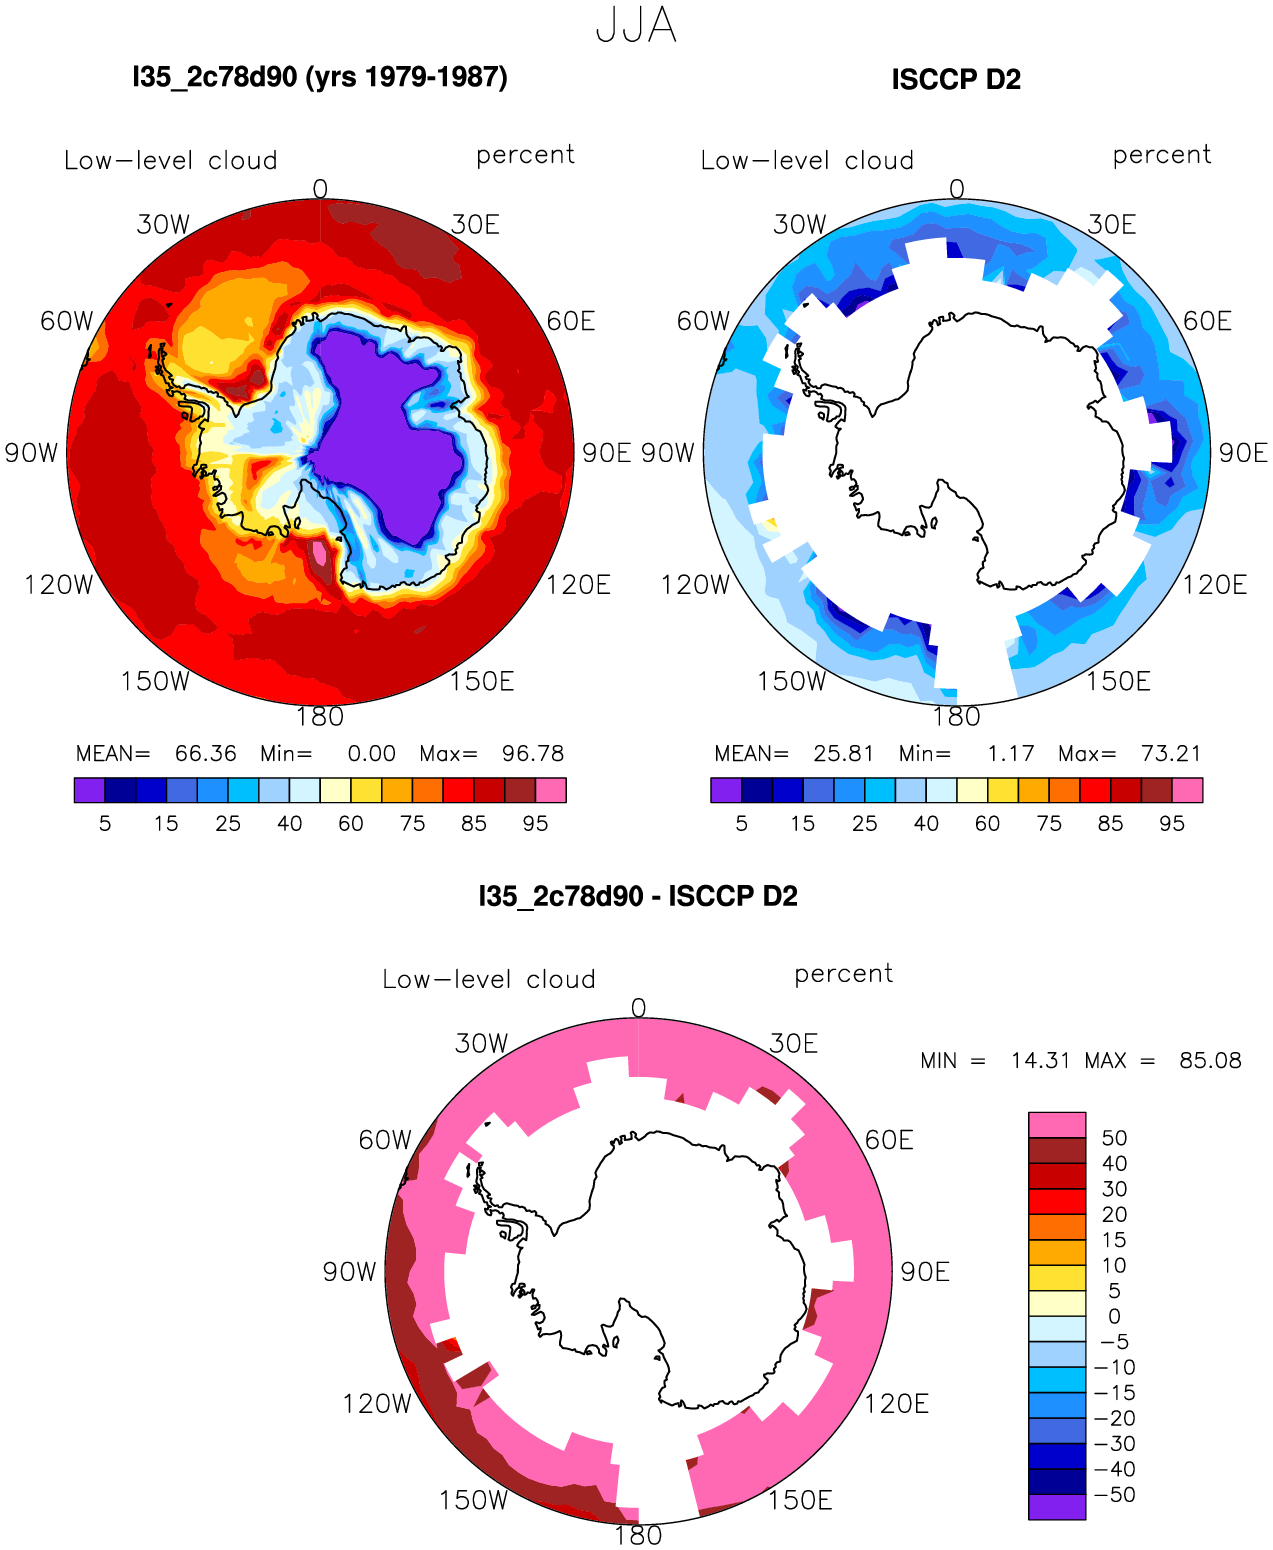 JJA
I35_2c78d90 (yrs 1979-1987)
ISCCP D2
Low-level cloud percent
Low-level cloud percent
0
30W 30E
60W 60E
90W 90E
120W 120E
150W 150E
180
0
30W 30E
60W 60E
90W 90E
120W 120E
150W 150E
180
MEAN= 66.36 Min= 0.00 Max= 96.78
5 15 25 40 60 75 85 95
MEAN= 25.81 Min= 1.17 Max= 73.21
5 15 25 40 60 75 85 95
I35_2c78d90 - ISCCP D2
Low-level cloud percent
0
30W 30E
60W 60E
90W 90E
120W 120E
150W 150E
180
MIN = 14.31 MAX = 85.08
50
40
30
20
15
10
5
0
-5
-10
-15
-20
-30
-40
-50